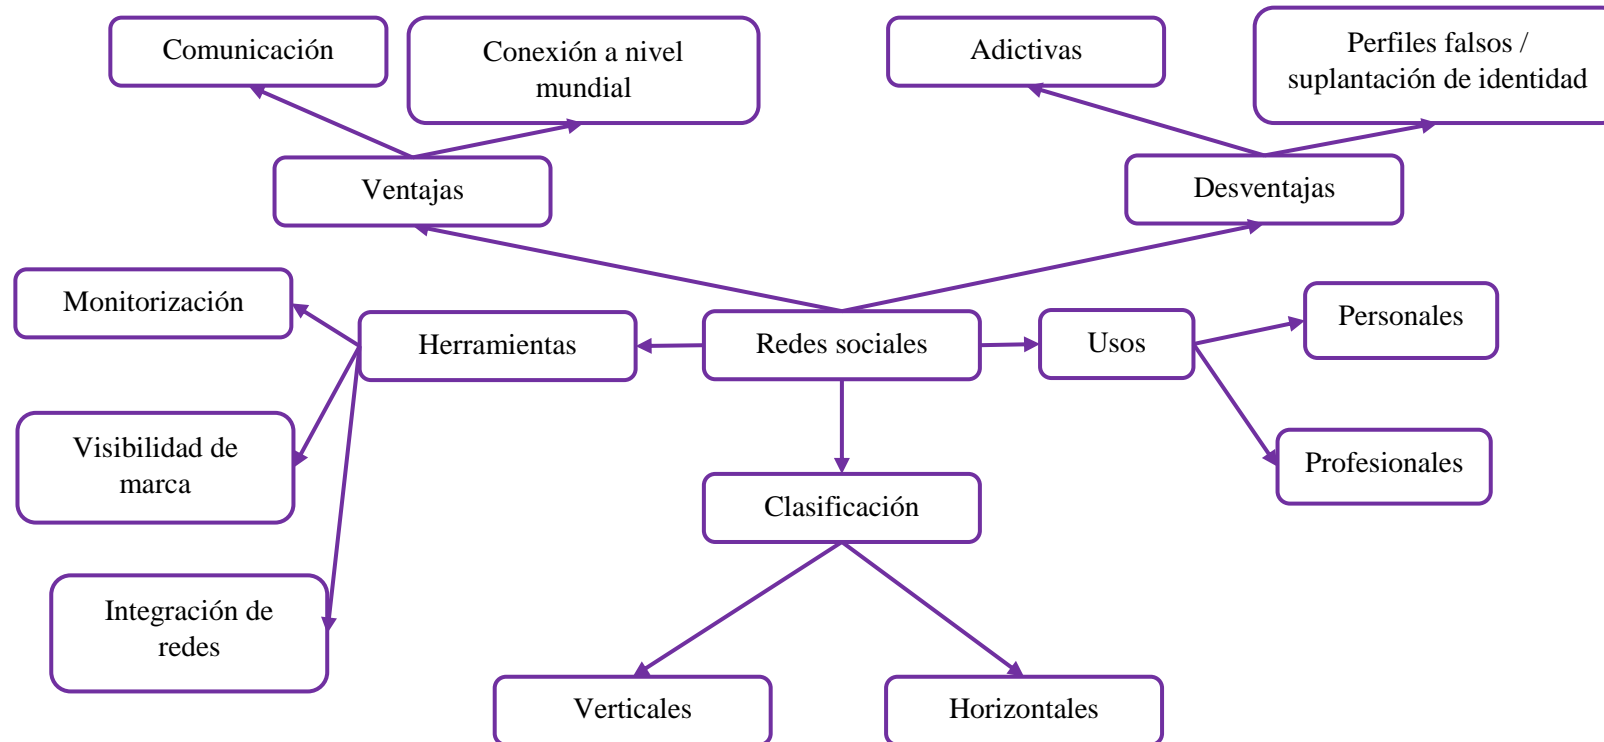 Comunicación
Conexión a nivel
mundial
Adictivas
Perfiles falsos /
suplantación de identidad
Ventajas
Desventajas
Monitorización
Herramientas
Redes sociales
Usos
Personales
Visibilidad de
marca
Profesionales
Clasificación
Integración de
redes
Verticales
Horizontales